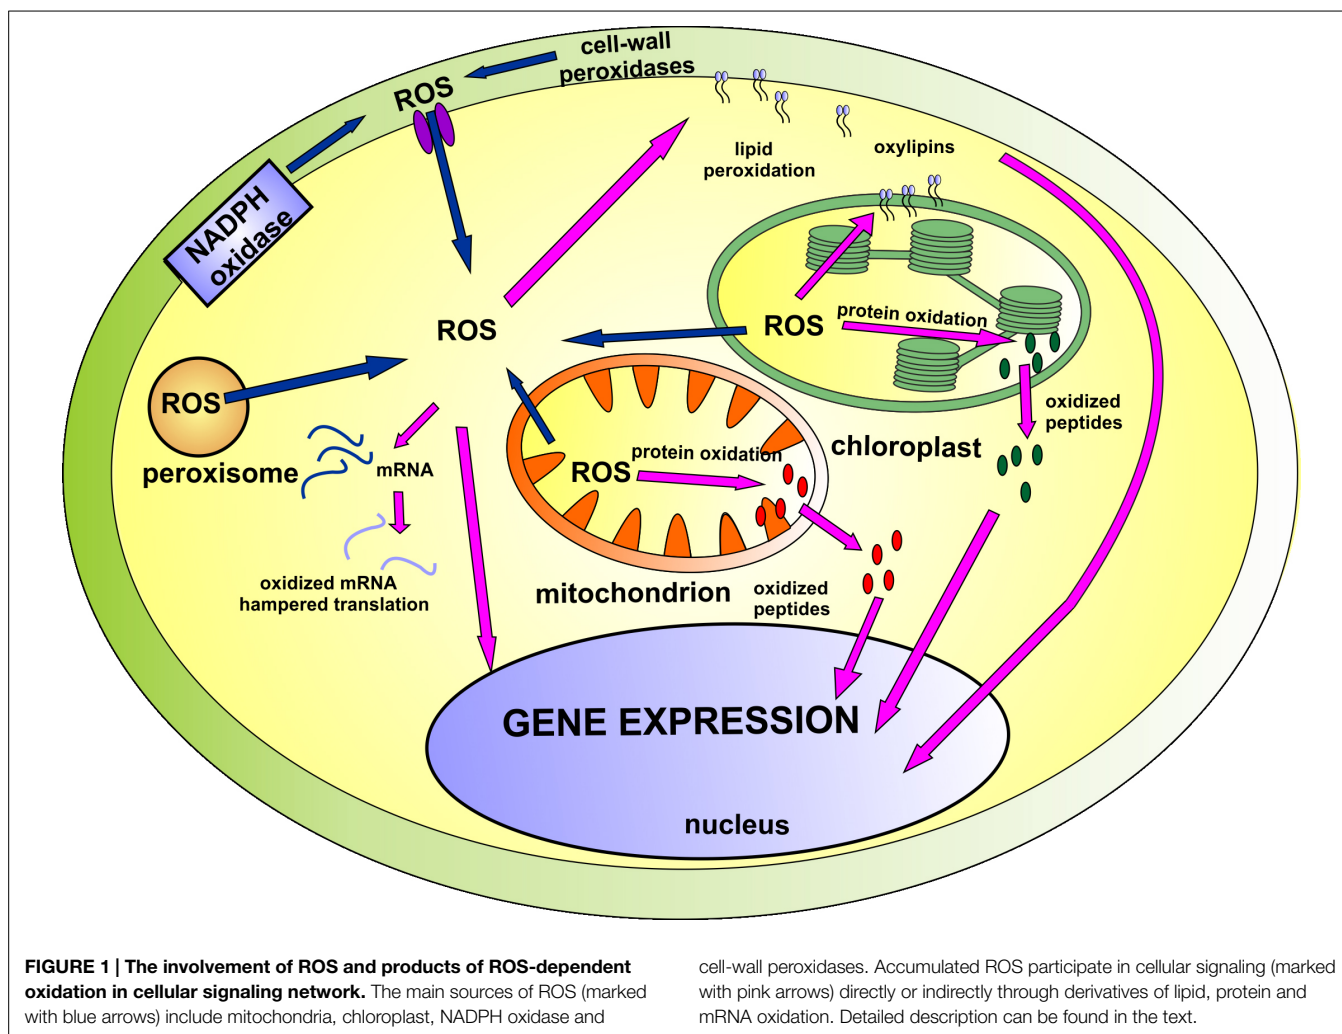 cell-wall
peroxidases
ROS
NADPH
oxidase
lipid
peroxidation
oxylipins
ROS
ROS
protein oxidation
ROS
peroxisome
mRNA
oxidized mRNA
hampered translation
ROS
protein oxidation
mitochondrion
chloroplast
oxidized
peptides
oxidized
peptides
GENE EXPRESSION
nucleus
FIGURE 1 | The involvement of ROS and products of ROS-dependent
oxidation in cellular signaling network. The main sources of ROS (marked
with blue arrows) include mitochondria, chloroplast, NADPH oxidase and
cell-wall peroxidases. Accumulated ROS participate in cellular signaling (marked
with pink arrows) directly or indirectly through derivatives of lipid, protein and
mRNA oxidation. Detailed description can be found in the text.